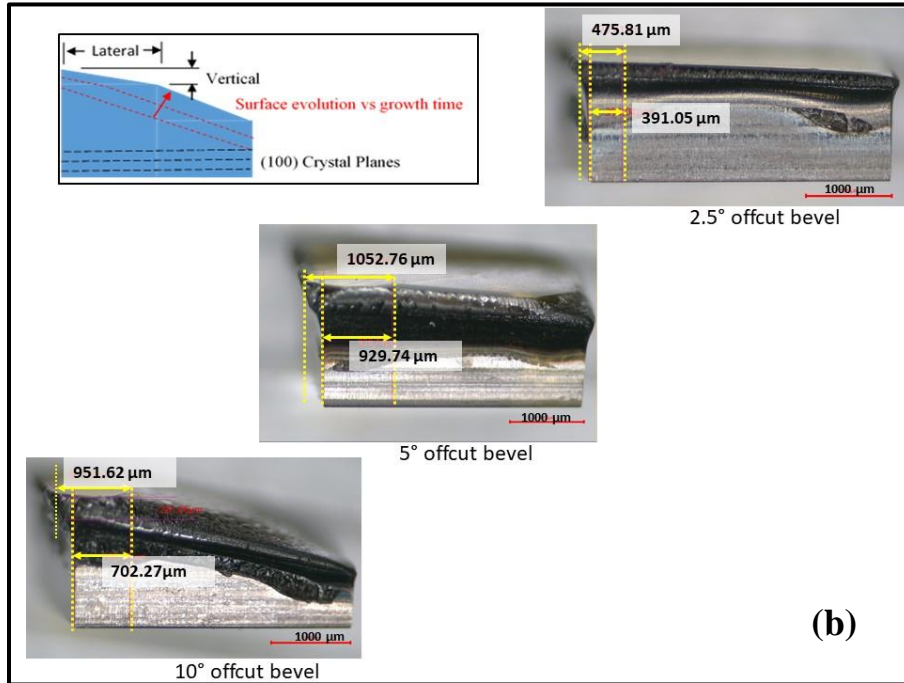 Lateral
Vertical
Surface evolution vs growth time
(100) Crystal Planes
475.81 µm
391.05 µm
1000 µm
2.5° offcut bevel
1052.76 µm
929.74 µm
1000 µm
5° offcut bevel
951.62 µm
702.27µm
1000 µm
10° offcut bevel
(b)